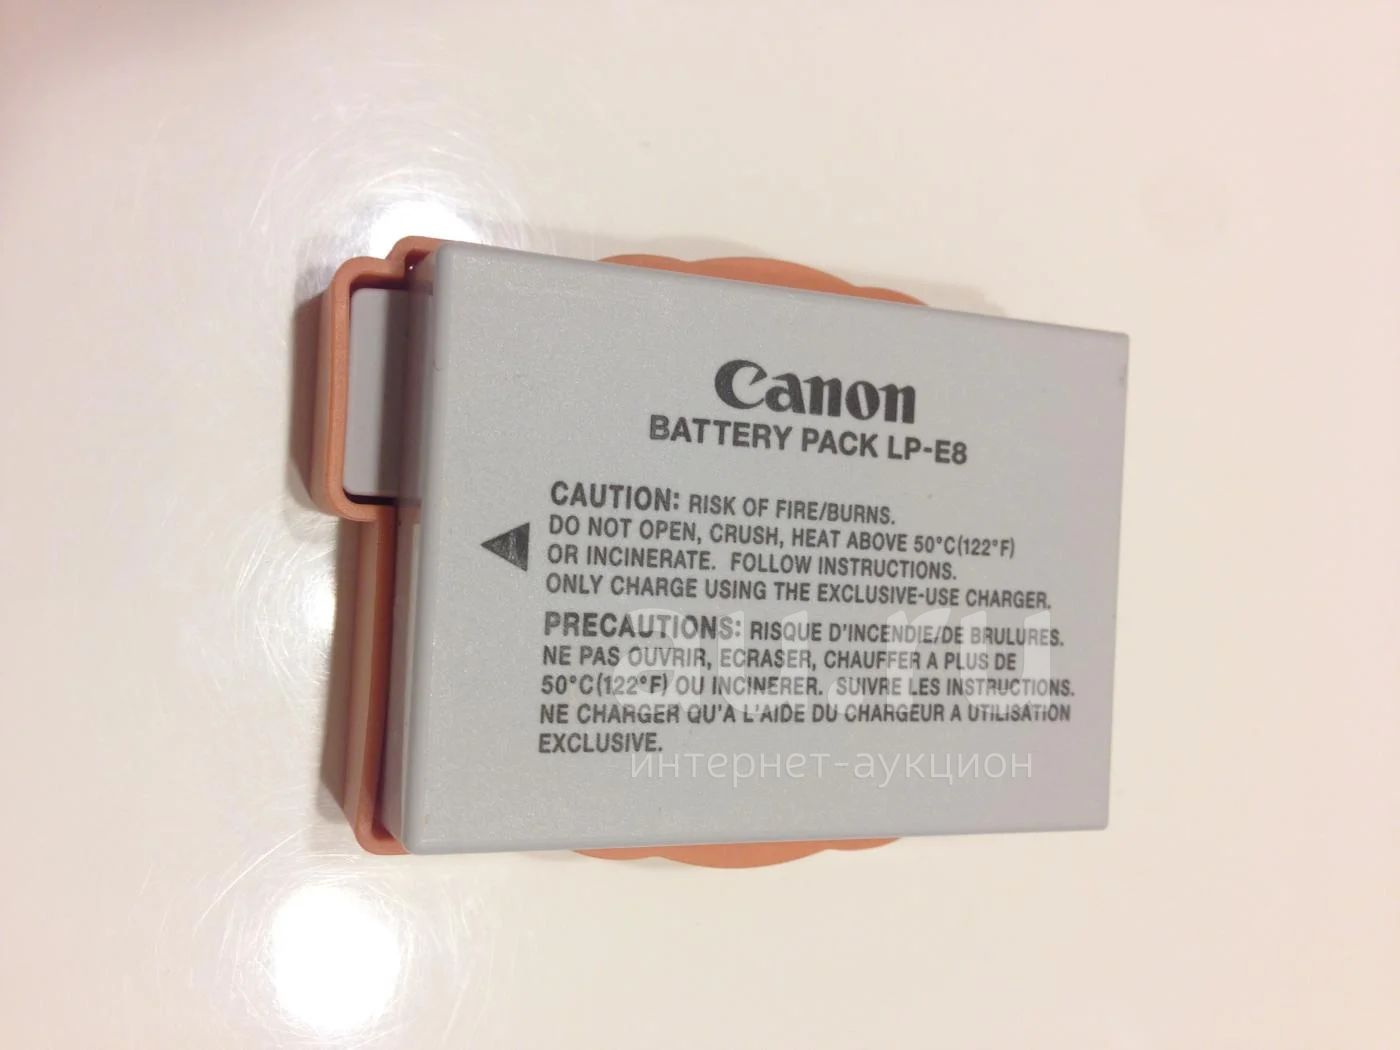 Canon
BATTERY PACK LP-E8
CAUTION: RISK OF FIRE/BURNS.
DO NOT OPEN, CRUSH, HEAT ABOVE 50°C(122°F)
OR INCINERATE. FOLLOW INSTRUCTIONS.
ONLY CHARGE USING THE EXCLUSIVE-USE CHARGER.
PRECAUTIONS: RISQUE D'INCENDIE/DE BRULURES.
NE PAS OUVRIR, ECRASER, CHAUFFER A PLUS DE
50°C(122°F) OU INCINERER. SUIVRE LES INSTRUCTIONS.
NE CHARGER QU'A L'AIDE DU CHARGEUR A UTILISATION
EXCLUSIVE.
au.ru
интернет-аукцион